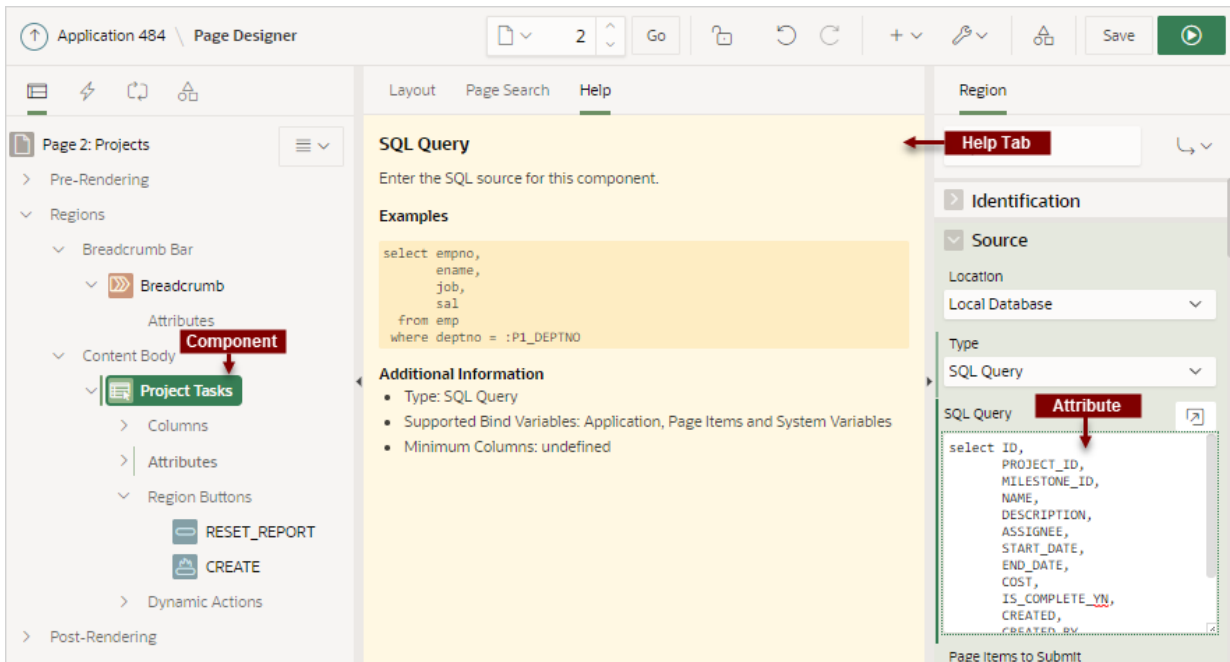 Application 484 \ Page Designer
2
Go
Save
Page 2: Projects
Pre-Rendering
Regions
Breadcrumb Bar
Breadcrumb
Attributes
Component
Content Body
Project Tasks
Columns
Attributes
Region Buttons
RESET_REPORT
CREATE
Dynamic Actions
Post-Rendering
Layout Page Search Help
SQL Query
Enter the SQL source for this component.
Examples
select empno,
ename,
job,
sal
from emp
where deptno = :P1_DEPTNO
Additional Information
• Type: SQL Query
• Supported Bind Variables: Application, Page Items and System Variables
• Minimum Columns: undefined
Region
Help Tab
Identification
Source
Location
Local Database
Type
SQL Query
SQL Query
Attribute
select ID,
PROJECT_ID,
MILESTONE_ID,
NAME,
DESCRIPTION,
ASSIGNEE,
START_DATE,
END_DATE,
COST,
IS_COMPLETE_YN,
CREATED,
CREATED_BY
Page Items to Submit